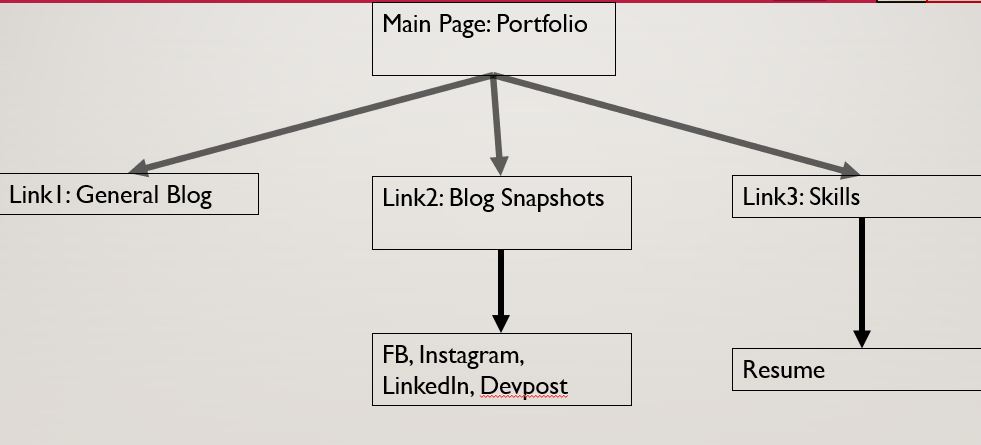 Main Page: Portfolio
Link1: General Blog
Link2: Blog Snapshots
Link3: Skills
FB, Instagram,
LinkedIn, Devpost
Resume